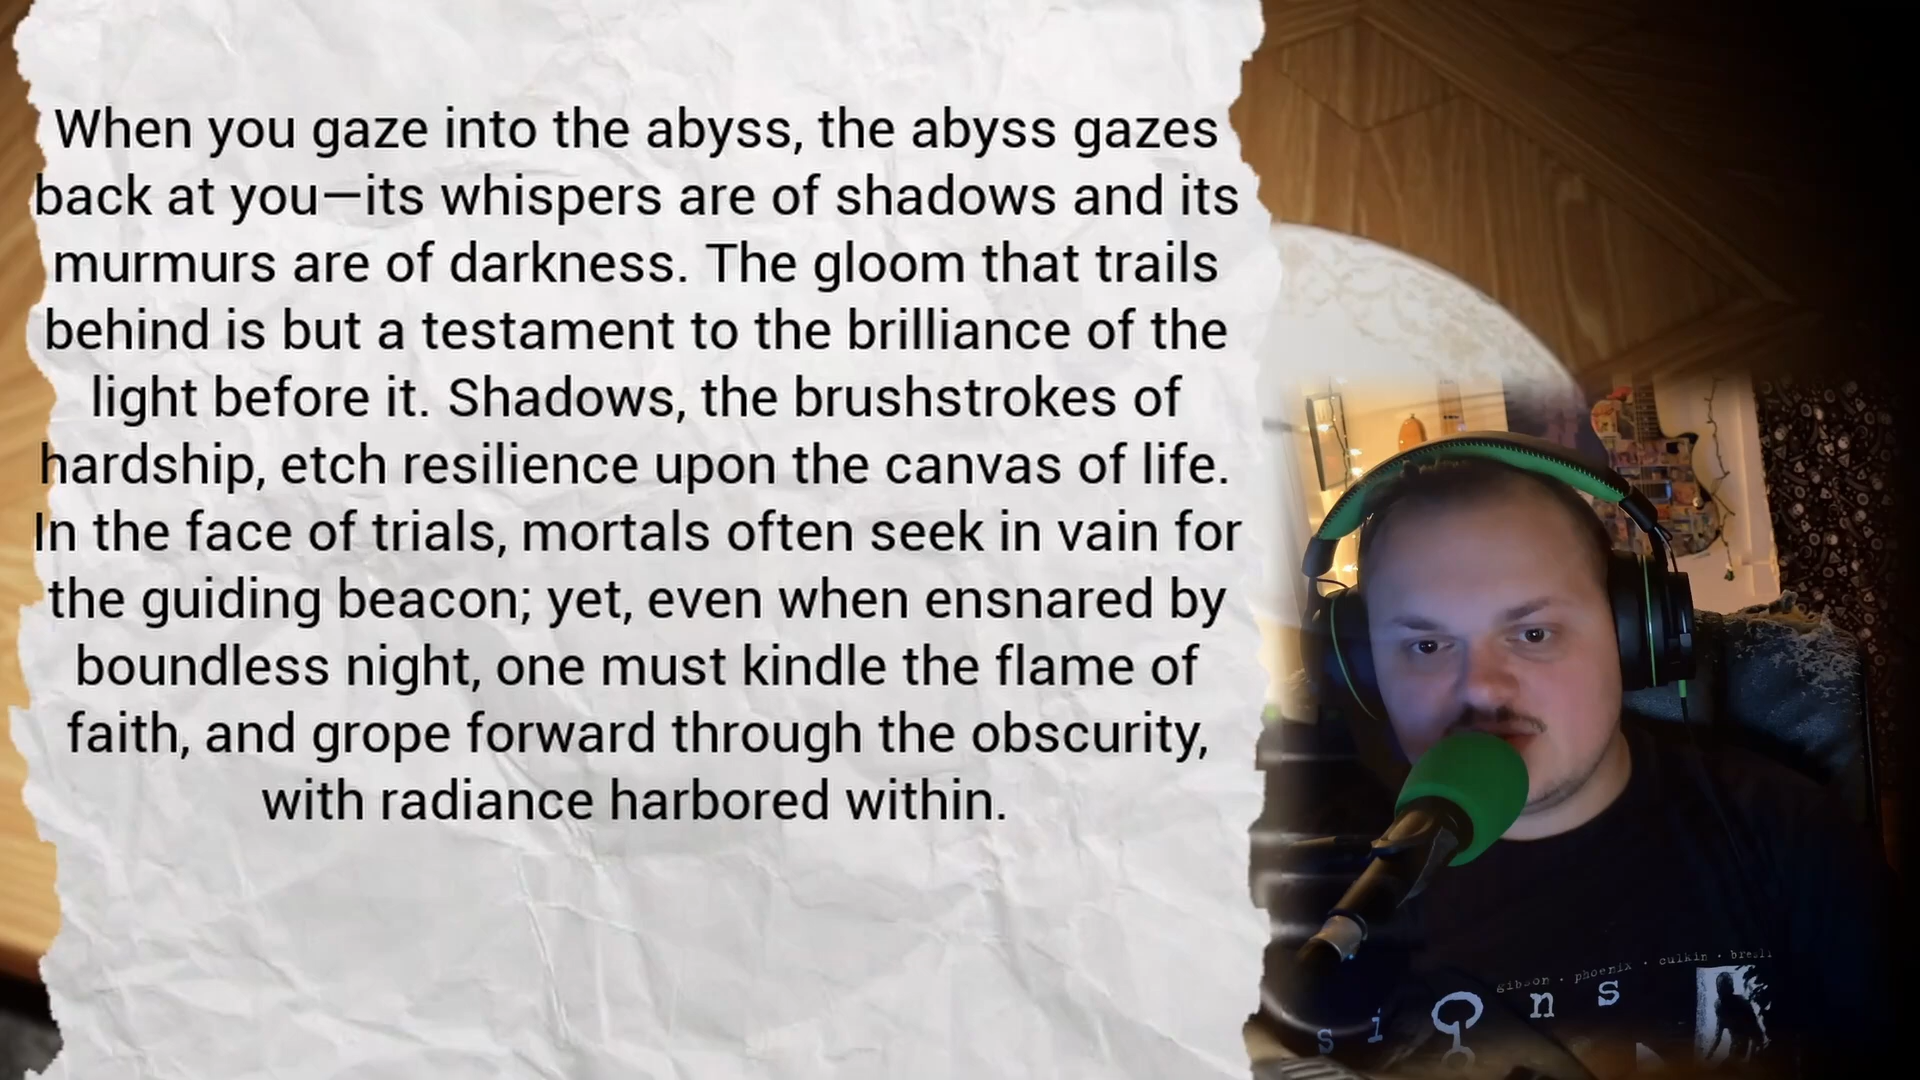 When you gaze into the abyss, the abyss gazes
back at you—its whispers are of shadows and its
murmurs are of darkness. The gloom that trails
behind is but a testament to the brilliance of the
light before it. Shadows, the brushstrokes of
hardship, etch resilience upon the canvas of life.
In the face of trials, mortals often seek in vain for
the guiding beacon; yet, even when ensnared by
boundless night, one must kindle the flame of
faith, and grope forward through the obscurity,
with radiance harbored within.
gibson · phoenix · culkin · breslin
signs